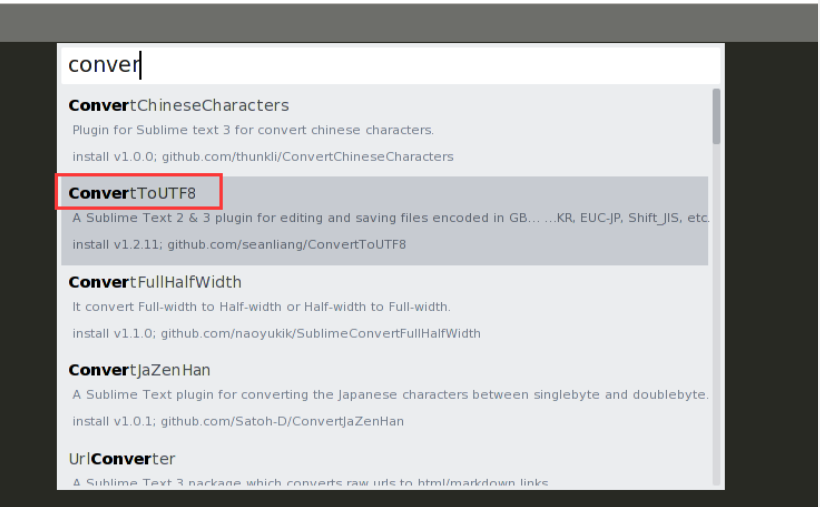 conver
ConvertChineseCharacters
Plugin for Sublime text 3 for convert chinese characters.
install v1.0.0; github.com/thunkli/ConvertChineseCharacters
ConvertToUTF8
A Sublime Text 2 & 3 plugin for editing and saving files encoded in GB... ...KR, EUC-JP, Shift_JIS, etc.
install v1.2.11; github.com/seanliang/ConvertToUTF8
ConvertFullHalfWidth
It convert Full-width to Half-width or Half-width to Full-width.
install v1.1.0; github.com/naoyukik/SublimeConvertFullHalfWidth
ConvertJaZenHan
A Sublime Text plugin for converting the Japanese characters between singlebyte and doublebyte.
install v1.0.1; github.com/Satoh-D/ConvertJaZenHan
UrlConverter
A Sublime Text 3 package which converts raw urls to html/markdown links